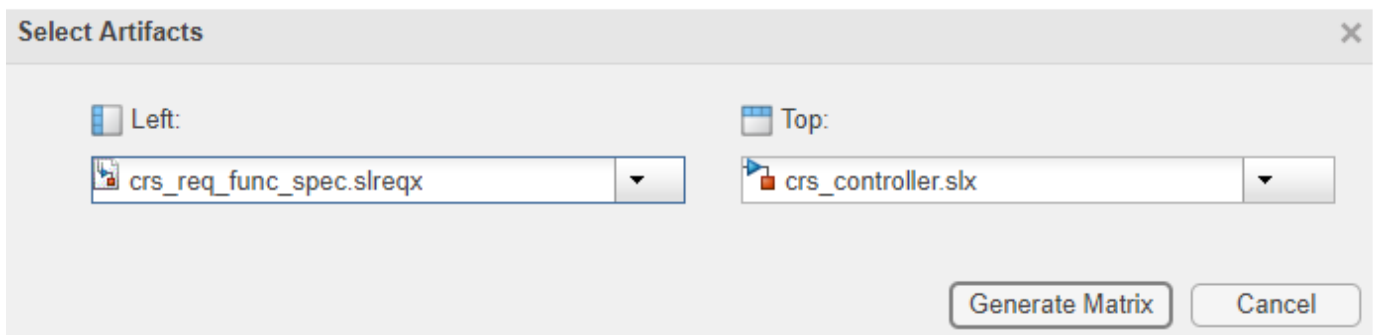 Select Artifacts
Left:
Top:
crs_req_func_spec.slreqx
crs_controller.slx
Generate Matrix
Cancel